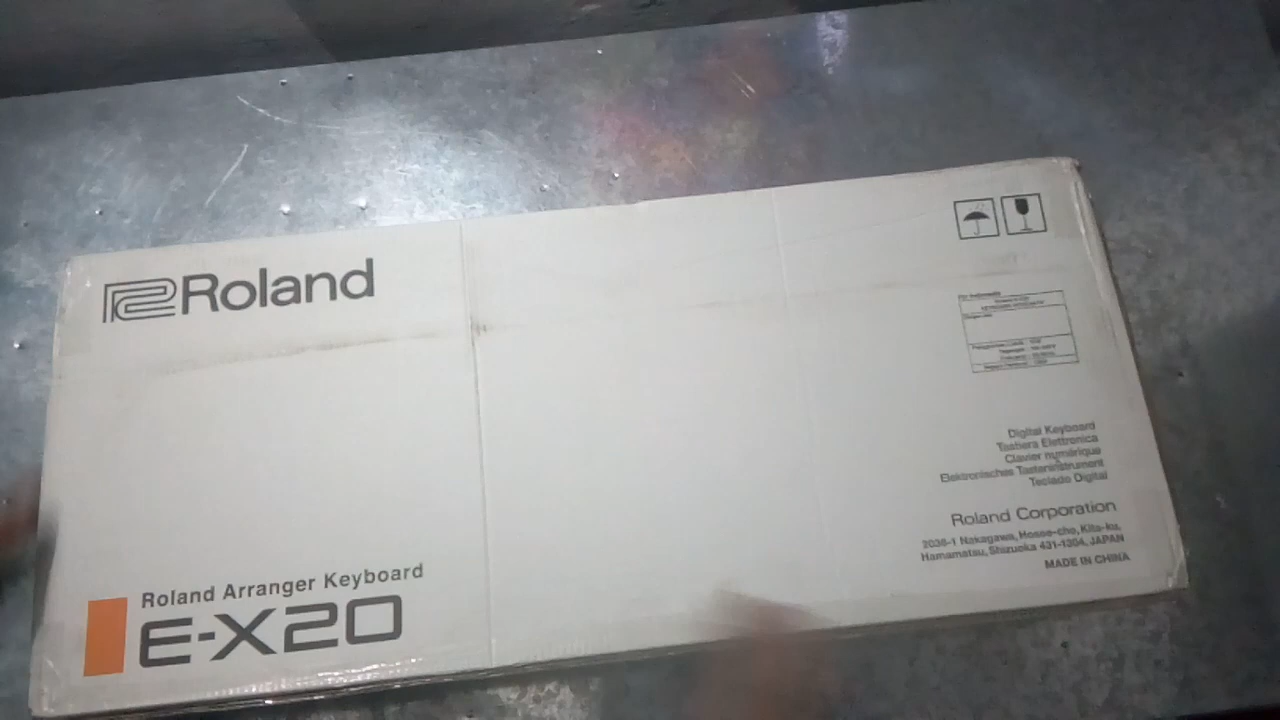 Roland
Digital Keyboard
Tastiera Elettronica
Clavier numérique
Elektronisches Tasteninstrument
Teclado Digital
Roland Corporation
2036-1 Nakagawa, Hosoe-cho, Kita-ku,
Hamamatsu, Shizuoka 431-1304, JAPAN
MADE IN CHINA
Roland Arranger Keyboard
E-X20